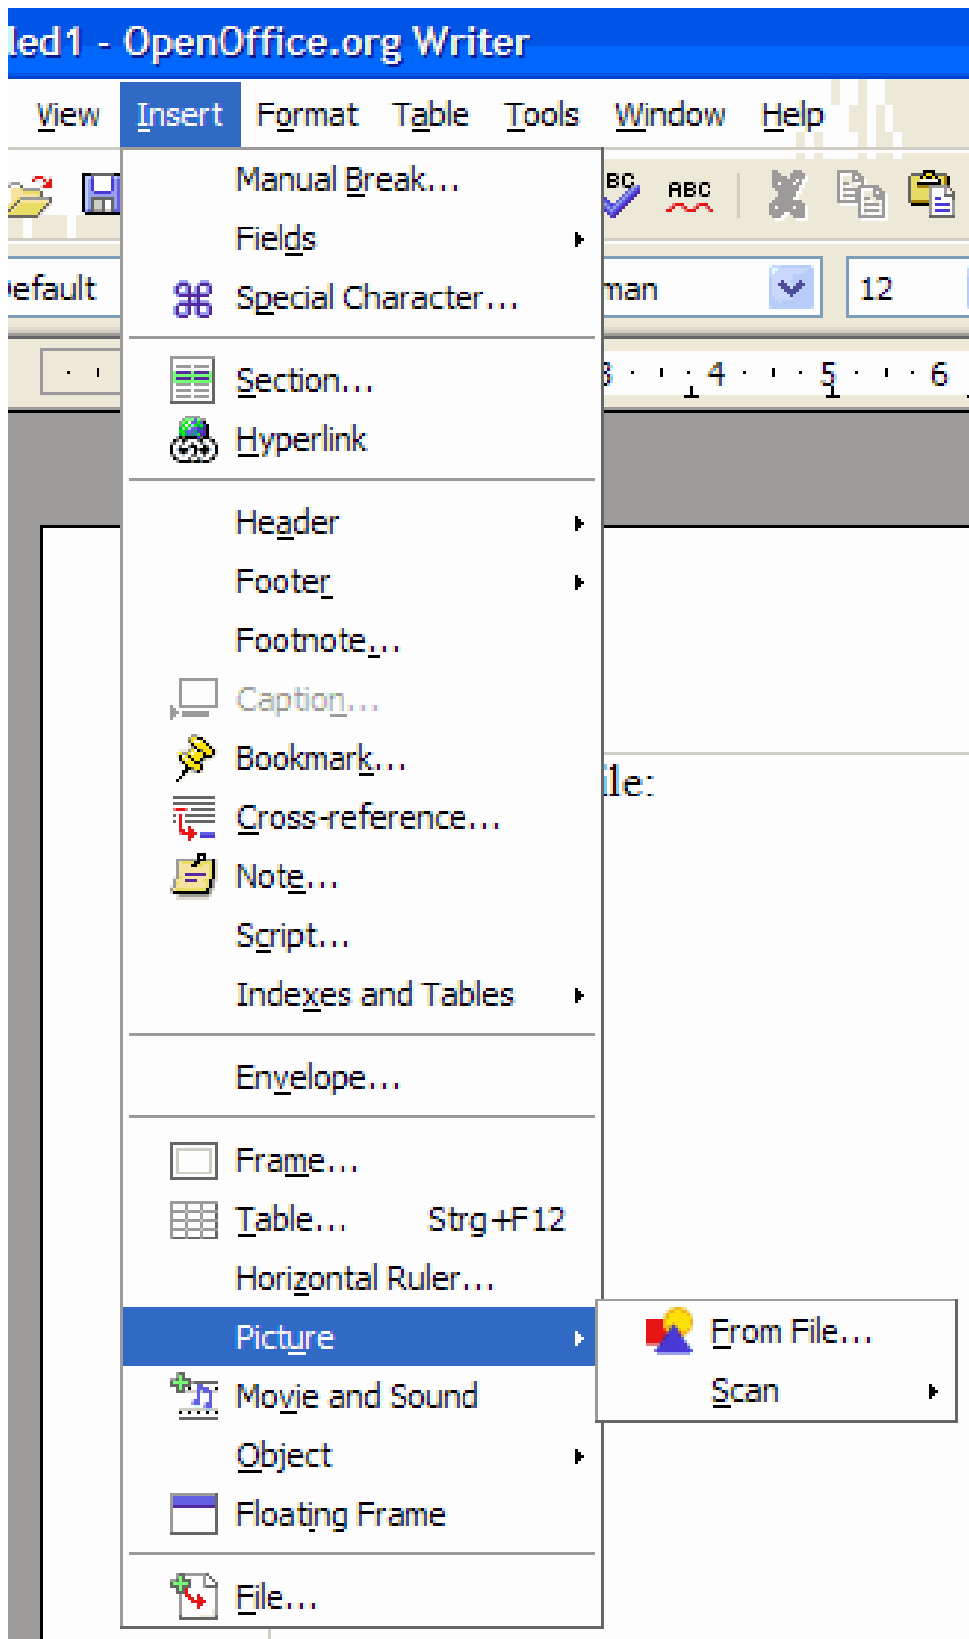 led1 - OpenOffice.org Writer
View Insert Format Table Tools Window Help
Manual Break...
ABC
Fields
Special Character...
efault
man
12
Section...
3 4 5 6
Hyperlink
Header
Footer
Footnote...
Caption...
Bookmark...
ile:
Cross-reference...
Note...
Script...
Indexes and Tables
Envelope...
Frame...
Table... Strg+F12
Horizontal Ruler...
Picture
From File...
Movie and Sound
Scan
Object
Floating Frame
File...